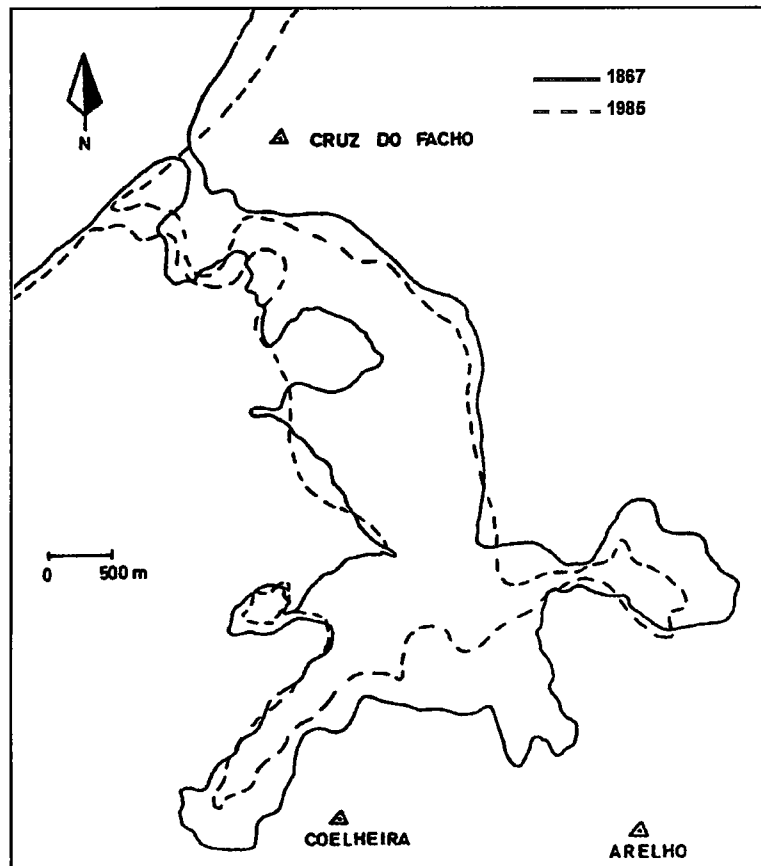 1867
1985
N
CRUZ DO FACHO
0 500 m
COELHEIRA
ARELHO